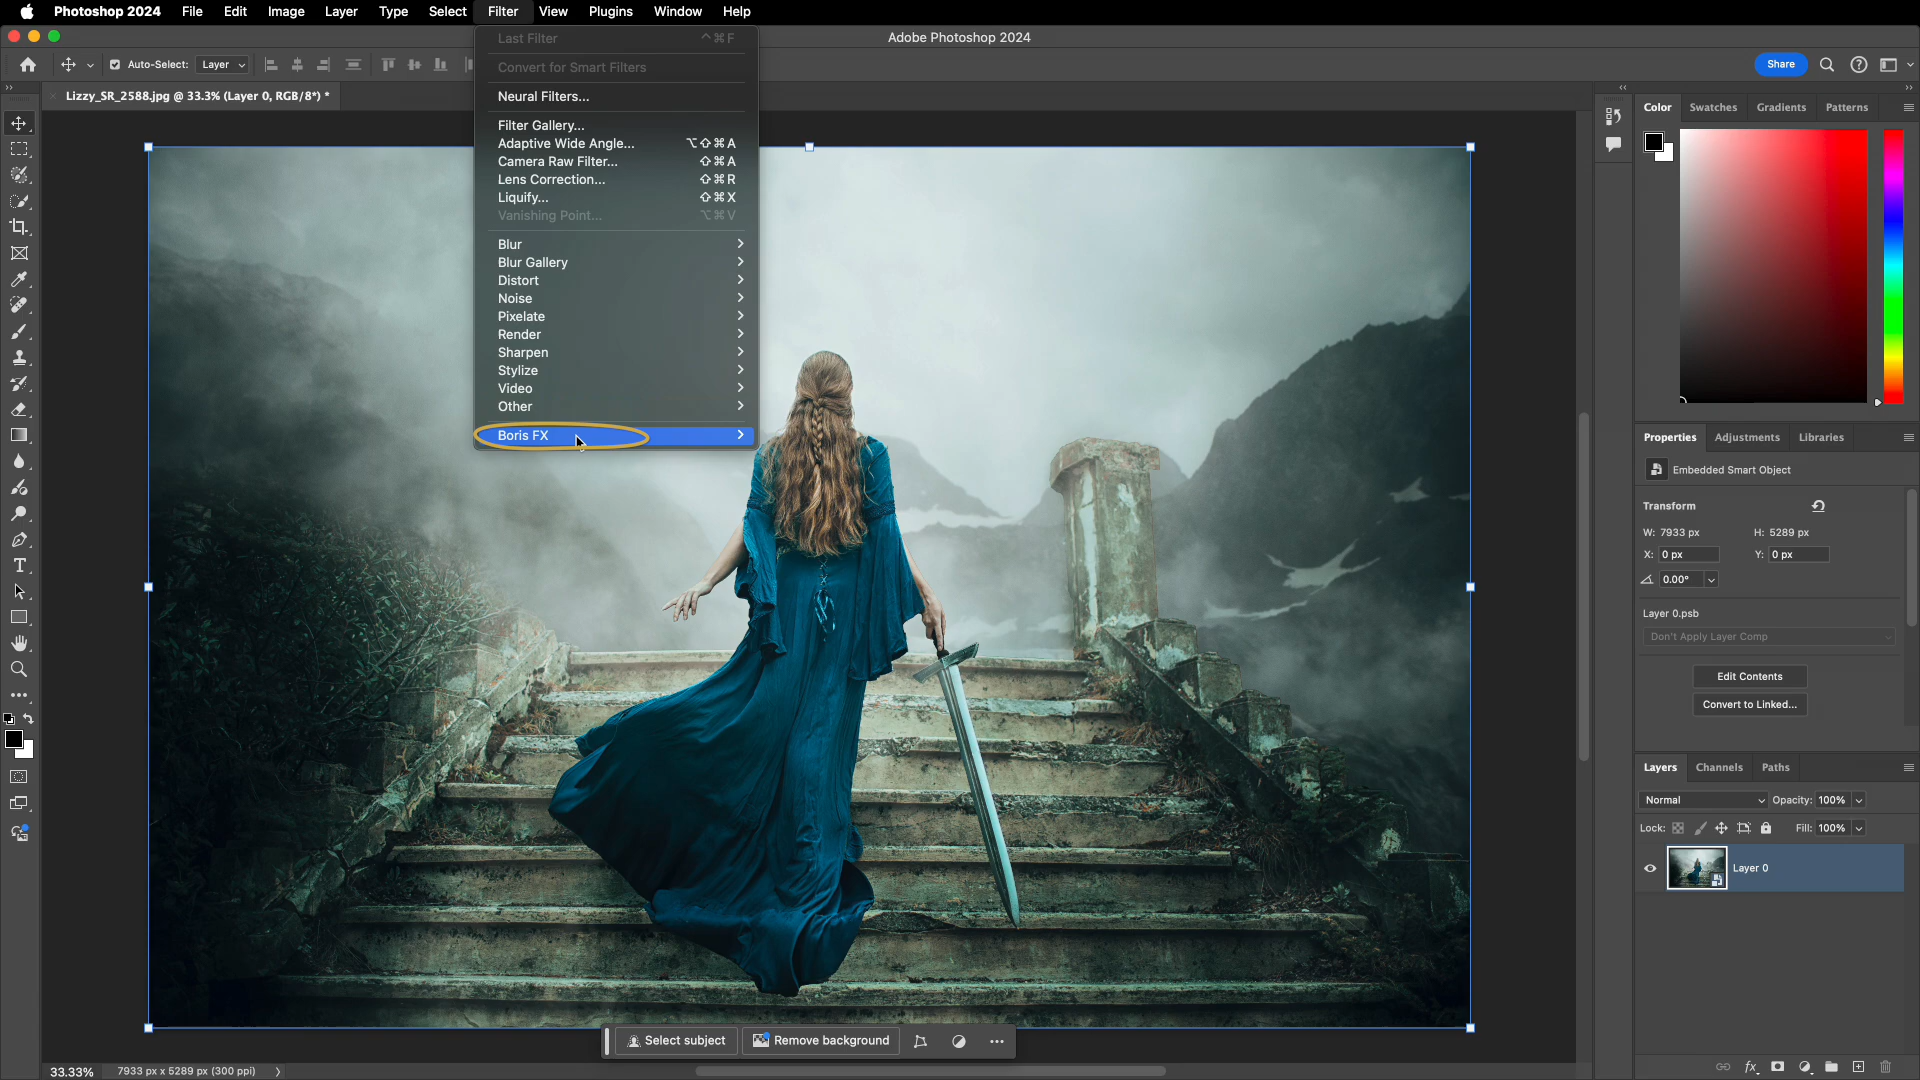 Photoshop 2024 File Edit Image Layer Type Select Filter View Plugins Window Help
Adobe Photoshop 2024
Auto-Select: Layer
Share
Lizzy_SR_2588.jpg @ 33.3% (Layer 0, RGB/8*) *
Last Filter ^⌘F
Convert for Smart Filters
Neural Filters...
Filter Gallery...
Adaptive Wide Angle... ⌥⇧⌘A
Camera Raw Filter... ⇧⌘A
Lens Correction... ⇧⌘R
Liquify... ⇧⌘X
Vanishing Point... ⌥⌘V
Blur
Blur Gallery
Distort
Noise
Pixelate
Render
Sharpen
Stylize
Video
Other
Boris FX
Color Swatches Gradients Patterns
Properties Adjustments Libraries
Embedded Smart Object
Transform
W: 7933 px H: 5289 px
X: 0 px Y: 0 px
0.00°
Layer 0.psb
Don't Apply Layer Comp
Edit Contents
Convert to Linked...
Layers Channels Paths
Normal Opacity: 100%
Lock: Fill: 100%
Layer 0
Select subject Remove background
33.33% 7933 px x 5289 px (300 ppi)
fx